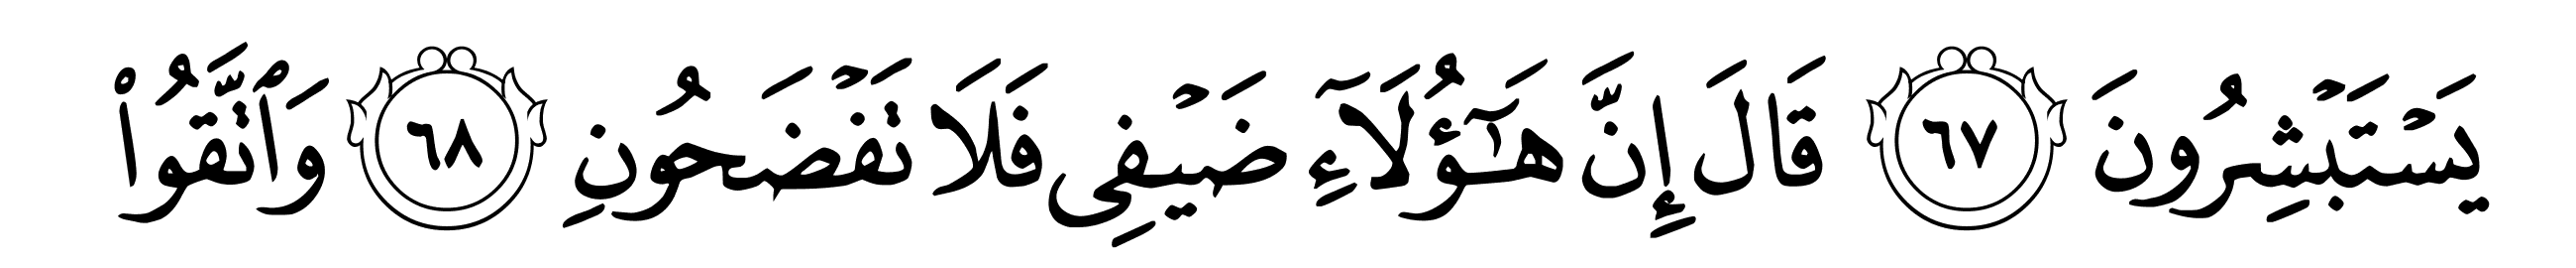 يَسْتَبْشِرُونَ ٦٧ قَالَ إِنَّ هَـٰٓؤُلَآءِ ضَيْفِى فَلَا تَفْضَحُونِ ٦٨ وَٱتَّقُوا۟